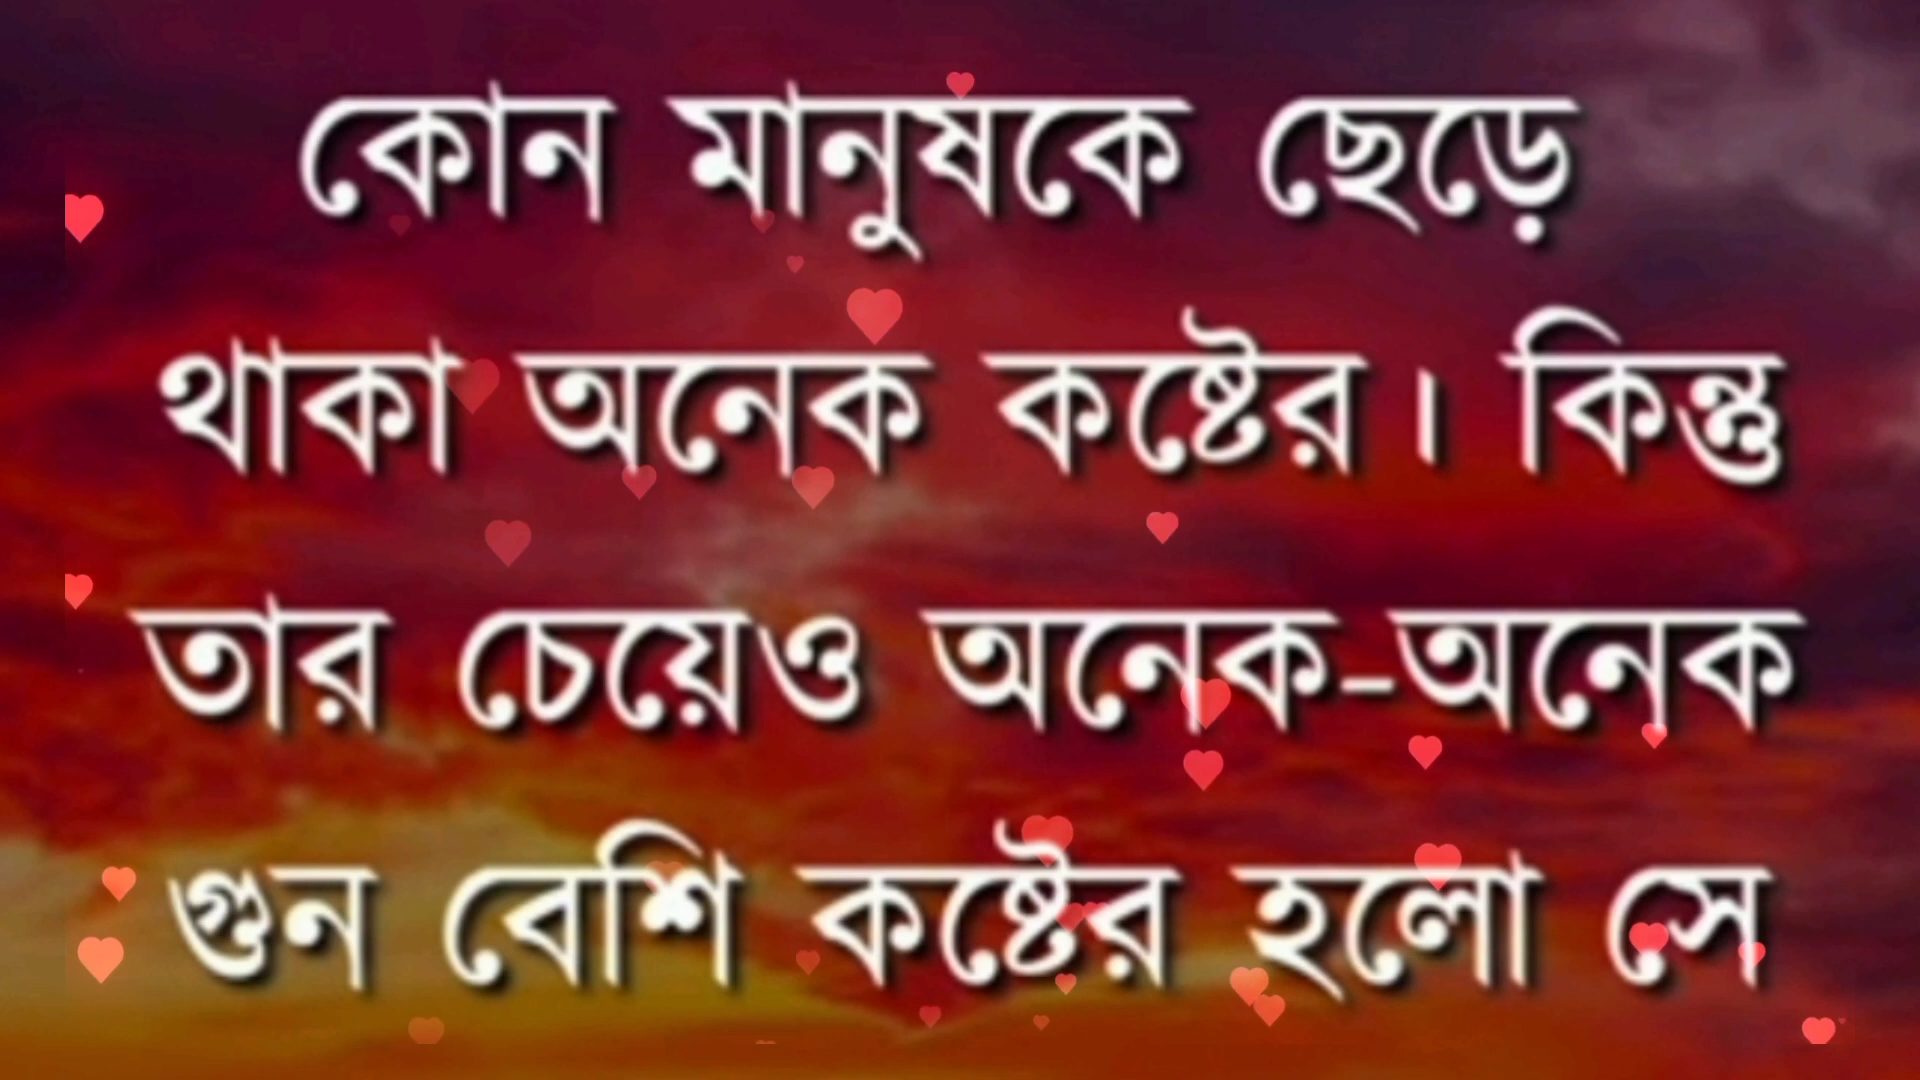 কোন মানুষকে ছেড়ে
থাকা অনেক কষ্টের। কিন্তু
তার চেয়েও অনেক-অনেক
গুন বেশি কষ্টের হলো সে